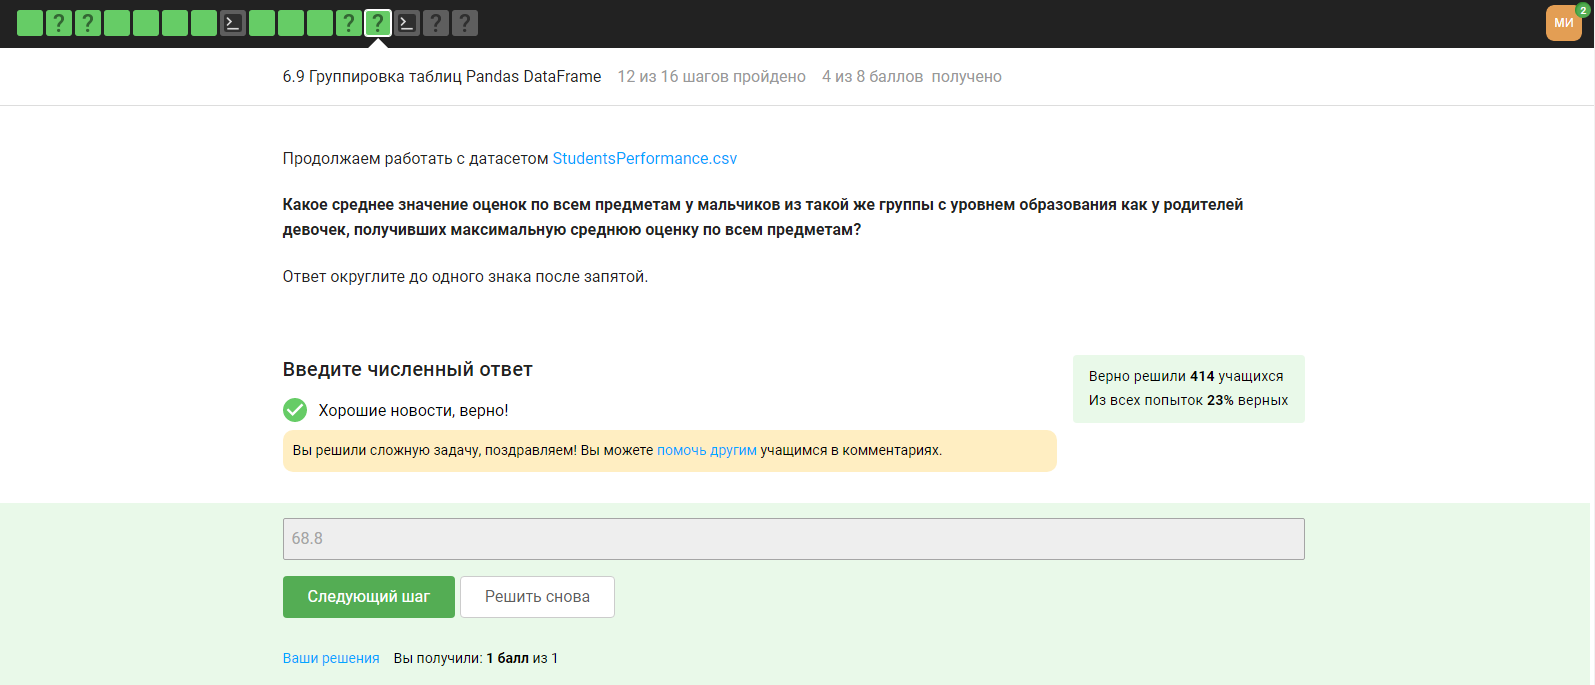 ? ? >_ ? ? >_ ? ?
МИ 2
6.9 Группировка таблиц Pandas DataFrame 12 из 16 шагов пройдено 4 из 8 баллов получено
Продолжаем работать с датасетом StudentsPerformance.csv
Какое среднее значение оценок по всем предметам у мальчиков из такой же группы с уровнем образования как у родителей
девочек, получивших максимальную среднюю оценку по всем предметам?
Ответ округлите до одного знака после запятой.
Введите численный ответ
Верно решили 414 учащихся
Из всех попыток 23% верных
Хорошие новости, верно!
Вы решили сложную задачу, поздравляем! Вы можете помочь другим учащимся в комментариях.
68.8
Следующий шаг Решить снова
Ваши решения Вы получили: 1 балл из 1